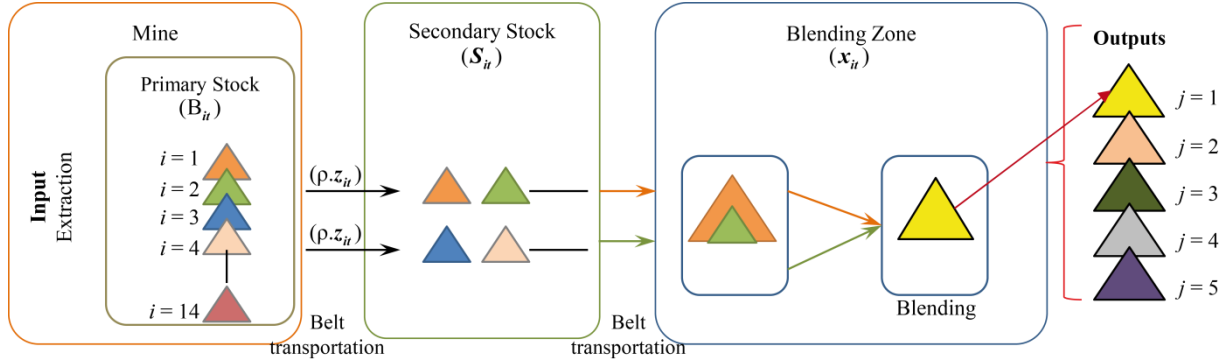 Mine
Primary Stock
(B_it)
Input
Extraction
i = 1
i = 2
i = 3
i = 4
i = 14
(ρ.z_it)
(ρ.z_it)
Belt
transportation
Secondary Stock
(S_it)
Belt
transportation
Blending Zone
(x_it)
Blending
Outputs
j = 1
j = 2
j = 3
j = 4
j = 5